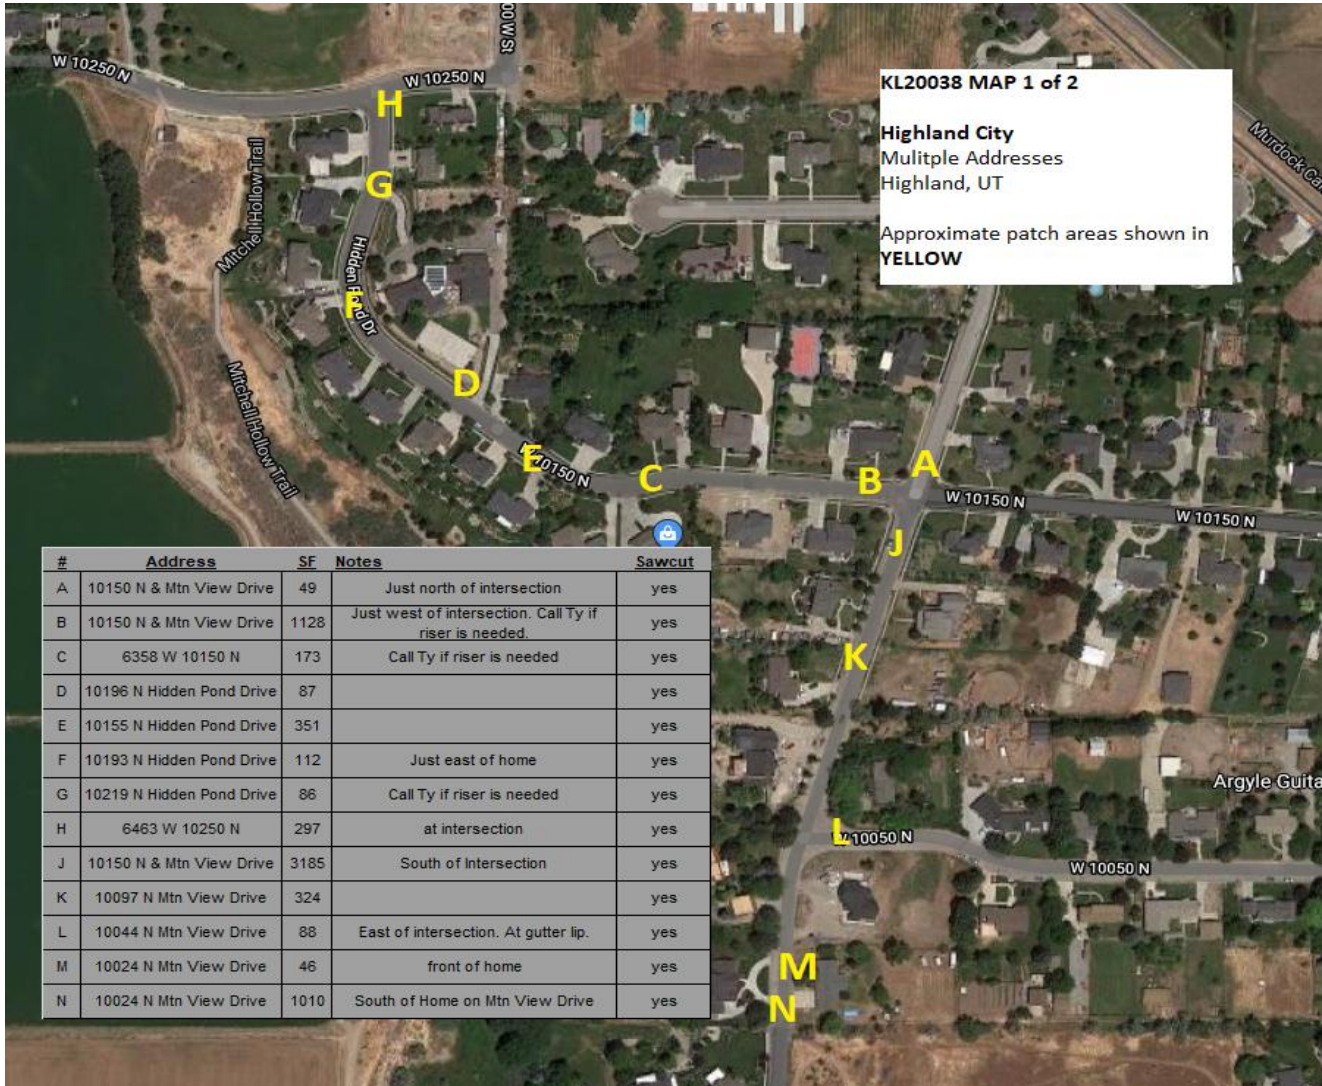 W 10250 N
W 10250 N
00 W St
KL20038 MAP 1 of 2
Highland City
Mulitple Addresses
Highland, UT
Approximate patch areas shown in
YELLOW
Murdock Ca
H
G
Mitchell Hollow Trail
Hidden Pond Dr
F
D
Mitchell Hollow Trail
E
W 10150 N
C
B
A
W 10150 N
W 10150 N
J
K
L
W 10050 N
W 10050 N
Argyle Guita
M
N
# Address SF Notes Sawcut
A 10150 N & Mtn View Drive 49 Just north of intersection yes
B 10150 N & Mtn View Drive 1128 Just west of intersection. Call Ty if
riser is needed. yes
C 6358 W 10150 N 173 Call Ty if riser is needed yes
D 10196 N Hidden Pond Drive 87 yes
E 10155 N Hidden Pond Drive 351 yes
F 10193 N Hidden Pond Drive 112 Just east of home yes
G 10219 N Hidden Pond Drive 86 Call Ty if riser is needed yes
H 6463 W 10250 N 297 at intersection yes
J 10150 N & Mtn View Drive 3185 South of Intersection yes
K 10097 N Mtn View Drive 324 yes
L 10044 N Mtn View Drive 88 East of intersection. At gutter lip. yes
M 10024 N Mtn View Drive 46 front of home yes
N 10024 N Mtn View Drive 1010 South of Home on Mtn View Drive yes